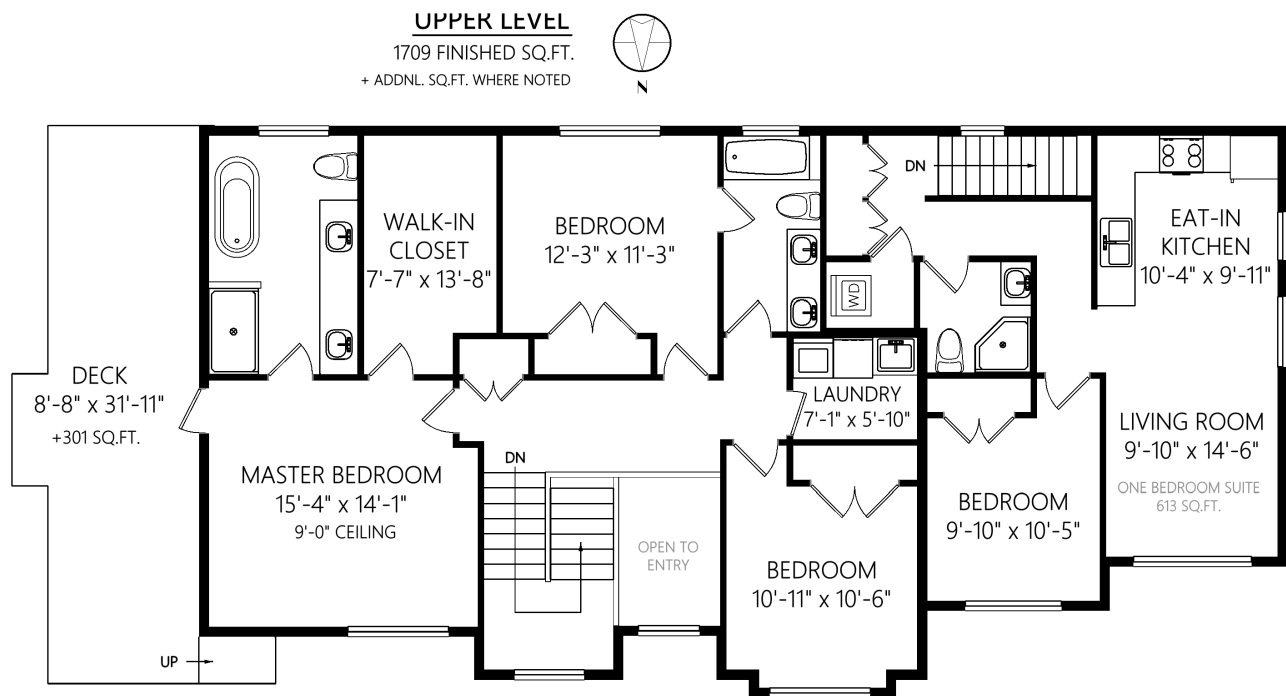 UPPER LEVEL
1709 FINISHED SQ.FT.
+ ADDNL. SQ.FT. WHERE NOTED
N
DN
WALK-IN
CLOSET
7'-7" x 13'-8"
BEDROOM
12'-3" x 11'-3"
EAT-IN
KITCHEN
10'-4" x 9'-11"
WD
DECK
8'-8" x 31'-11"
+301 SQ.FT.
LAUNDRY
7'-1" x 5'-10"
LIVING ROOM
9'-10" x 14'-6"
ONE BEDROOM SUITE
613 SQ.FT.
MASTER BEDROOM
15'-4" x 14'-1"
9'-0" CEILING
DN
OPEN TO
ENTRY
BEDROOM
9'-10" x 10'-5"
BEDROOM
10'-11" x 10'-6"
UP